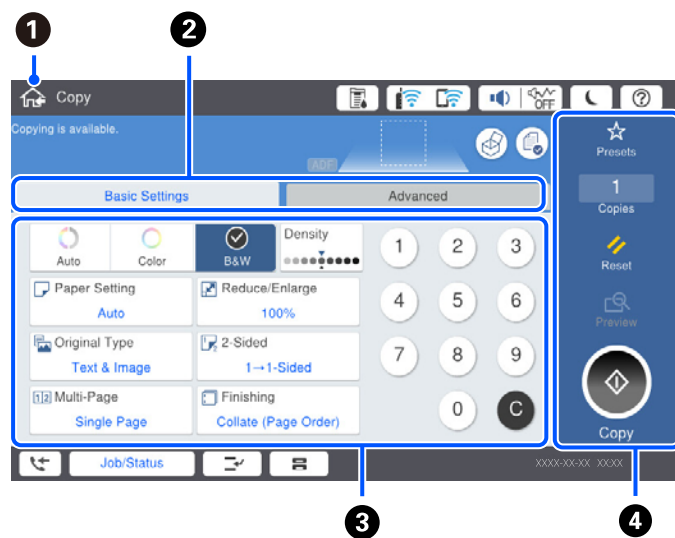 1
2
Copy
OFF
?
Copying is available.
ADF
Presets
Basic Settings
Advanced
1
Copies
Auto
Color
B&W
Density
1
2
3
Reset
Paper Setting
Auto
Reduce/Enlarge
100%
4
5
6
Preview
Original Type
Text & Image
2-Sided
1→1-Sided
7
8
9
1 2 Multi-Page
Single Page
Finishing
Collate (Page Order)
0
C
Copy
Job/Status
XXXX-XX-XX XX:XX
3
4